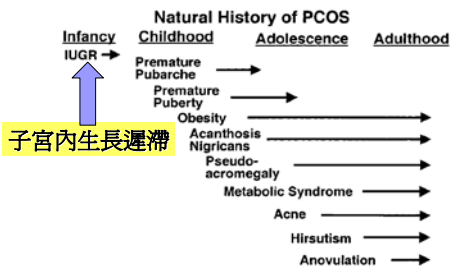 Natural History of PCOS
Infancy Childhood Adolescence Adulthood
IUGR
Premature
Pubarche
Premature
Puberty
Obesity
子宮內生長遲滯
Acanthosis
Nigricans
Pseudo-
acromegaly
Metabolic Syndrome
Acne
Hirsutism
Anovulation